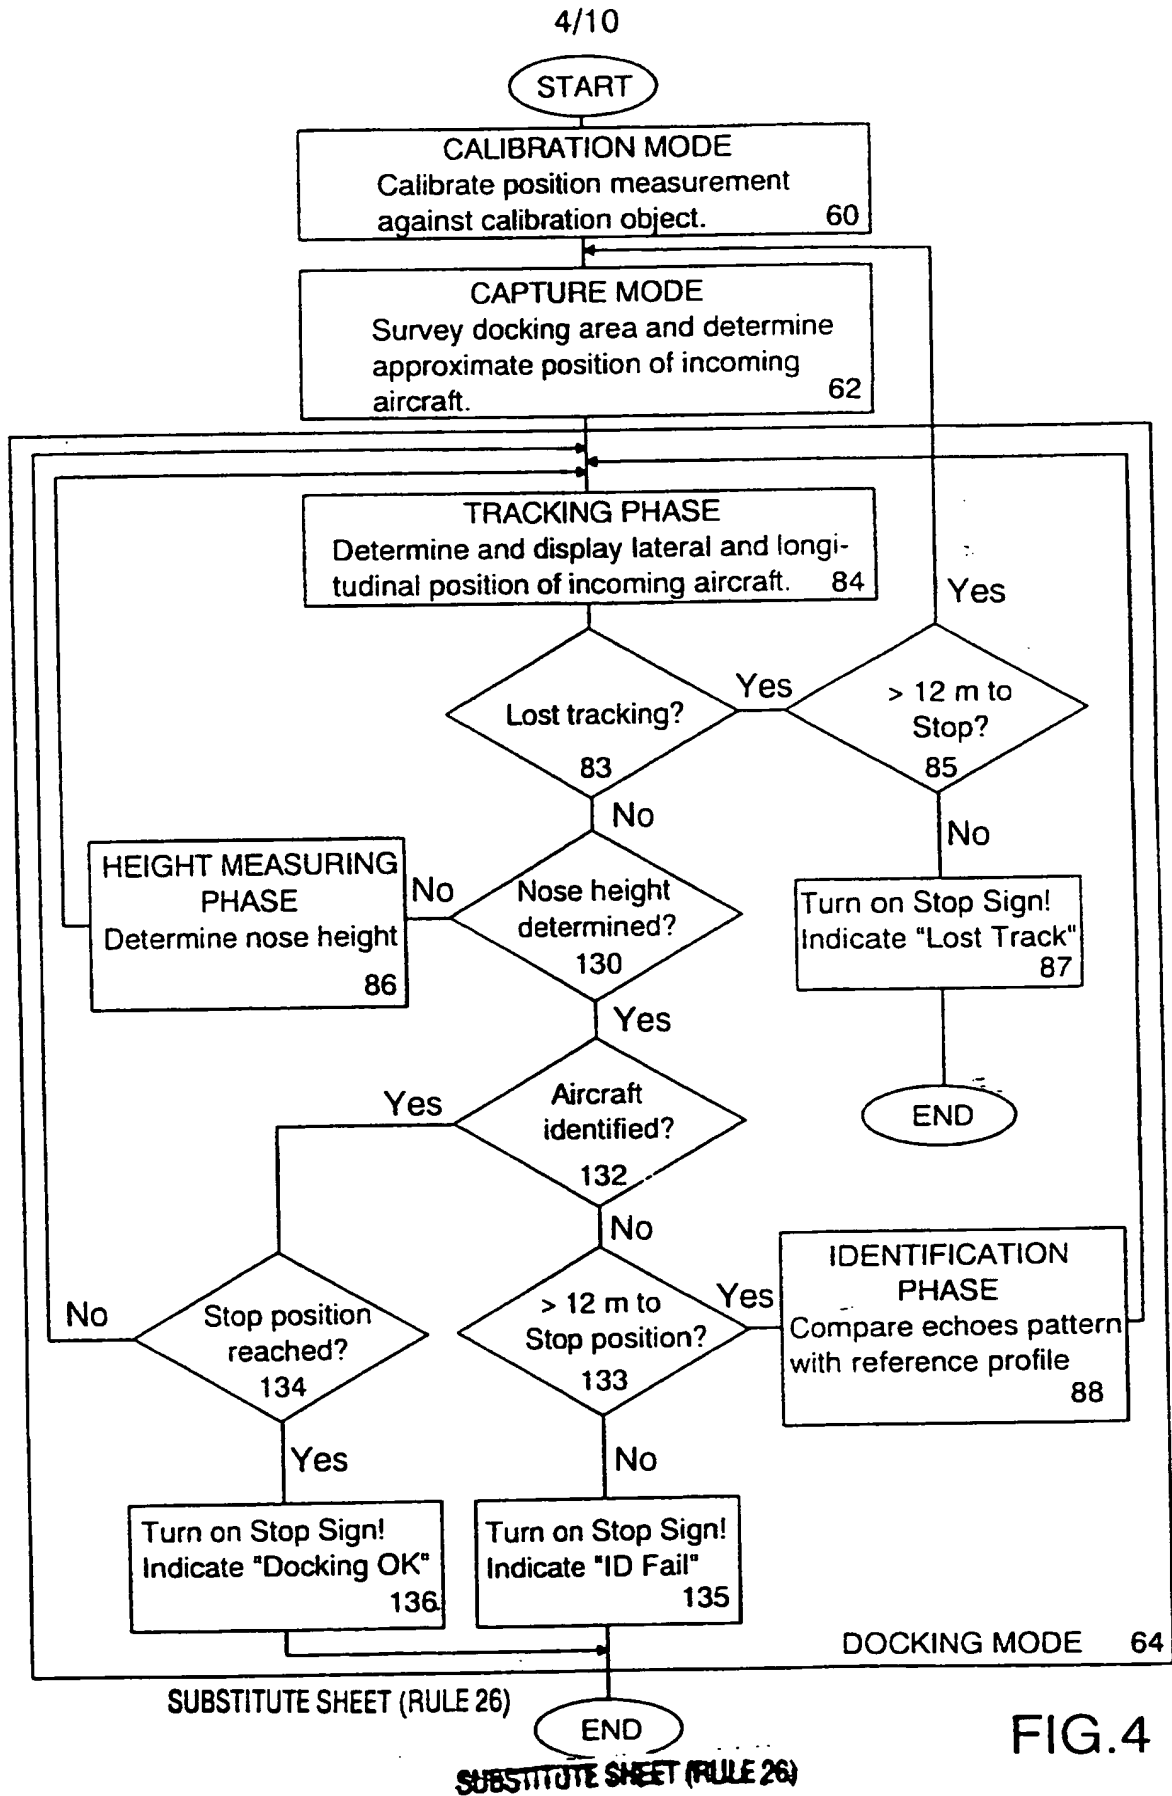 4/10
START
CALIBRATION MODE
Calibrate position measurement
against calibration object.
60
CAPTURE MODE
Survey docking area and determine
approximate position of incoming
aircraft.
62
TRACKING PHASE
Determine and display lateral and longi-
tudinal position of incoming aircraft.
84
Yes
Lost tracking?
83
Yes
> 12 m to
Stop?
85
No
No
HEIGHT MEASURING
PHASE
Determine nose height
86
No
Nose height
determined?
130
Turn on Stop Sign!
Indicate "Lost Track"
87
Yes
END
Yes
Aircraft
identified?
132
No
No
Stop position
reached?
134
> 12 m to
Stop position?
133
Yes
IDENTIFICATION
PHASE
Compare echoes pattern
with reference profile
88
Yes
No
Turn on Stop Sign!
Indicate "Docking OK"
136
Turn on Stop Sign!
Indicate "ID Fail"
135
DOCKING MODE 64
SUBSTITUTE SHEET (RULE 26)
END
FIG.4
SUBSTITUTE SHEET (RULE 26)